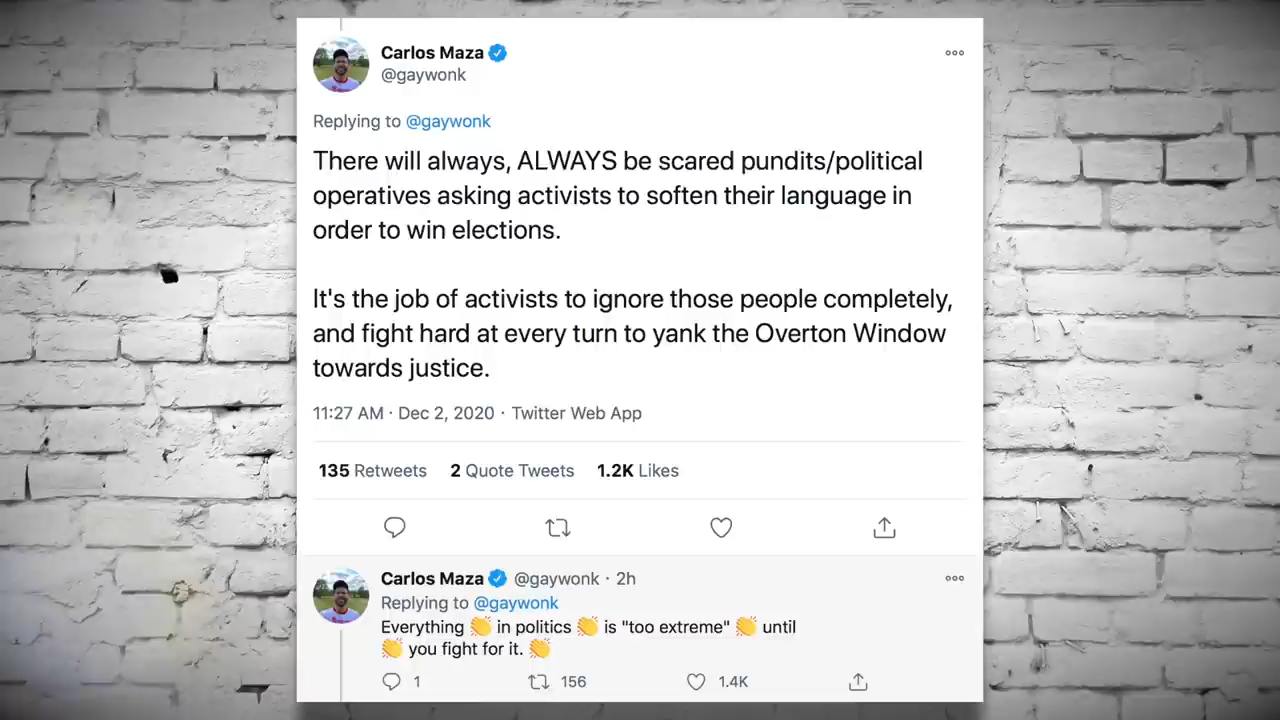 Carlos Maza
@gaywonk
Replying to @gaywonk
There will always, ALWAYS be scared pundits/political
operatives asking activists to soften their language in
order to win elections.
It's the job of activists to ignore those people completely,
and fight hard at every turn to yank the Overton Window
towards justice.
11:27 AM · Dec 2, 2020 · Twitter Web App
135 Retweets 2 Quote Tweets 1.2K Likes
Carlos Maza @gaywonk · 2h
Replying to @gaywonk
Everything 👏 in politics 👏 is "too extreme" 👏 until
👏 you fight for it. 👏
1 156 1.4K